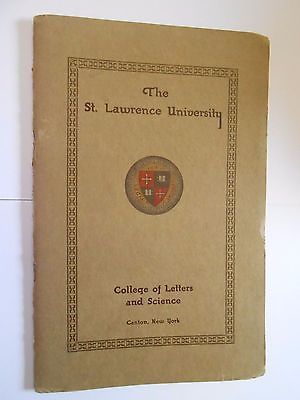 The
St. Lawrence University
College of Letters
and Science
Canton, New York